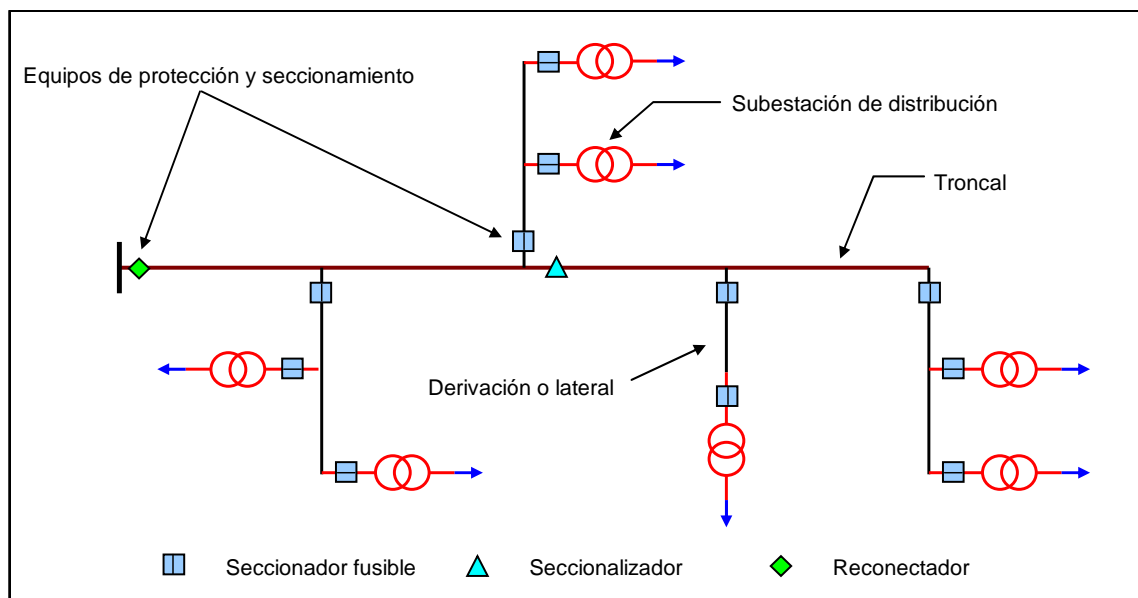 Equipos de protección y seccionamiento
Subestación de distribución
Troncal
Derivación o lateral
Seccionador fusible
Seccionalizador
Reconectador